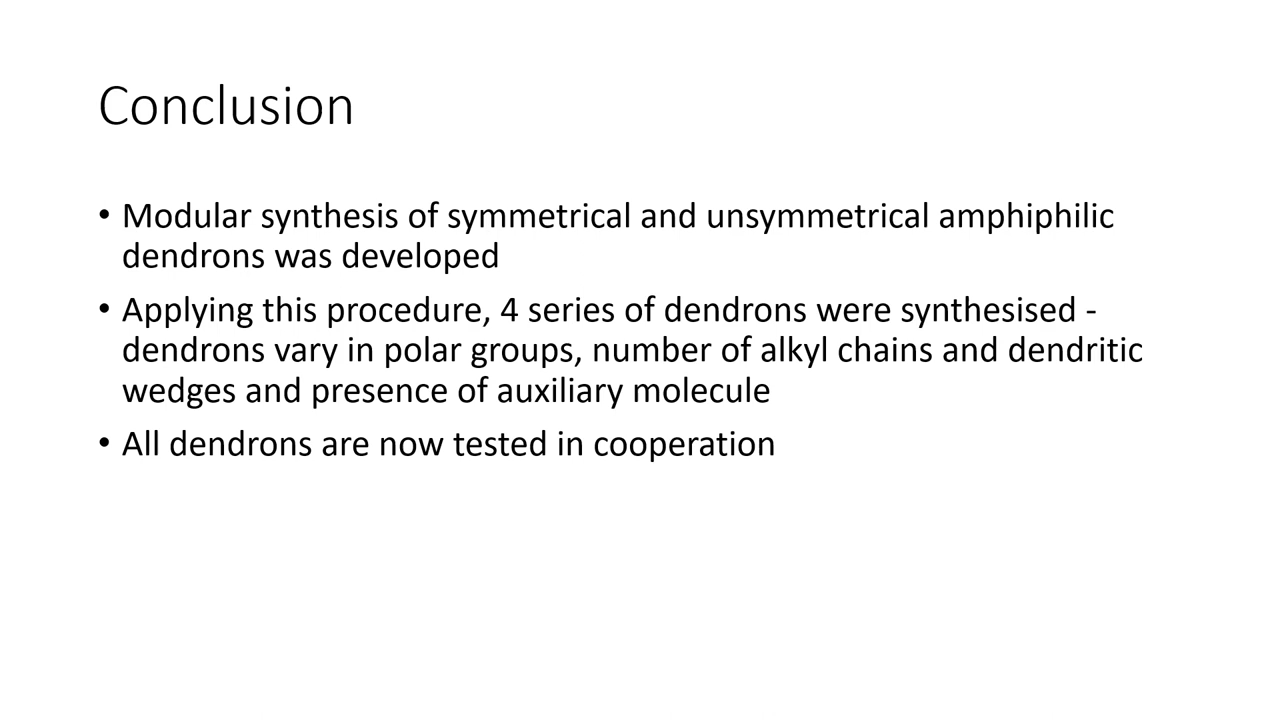 Conclusion
• Modular synthesis of symmetrical and unsymmetrical amphiphilic
dendrons was developed
• Applying this procedure, 4 series of dendrons were synthesised -
dendrons vary in polar groups, number of alkyl chains and dendritic
wedges and presence of auxiliary molecule
• All dendrons are now tested in cooperation